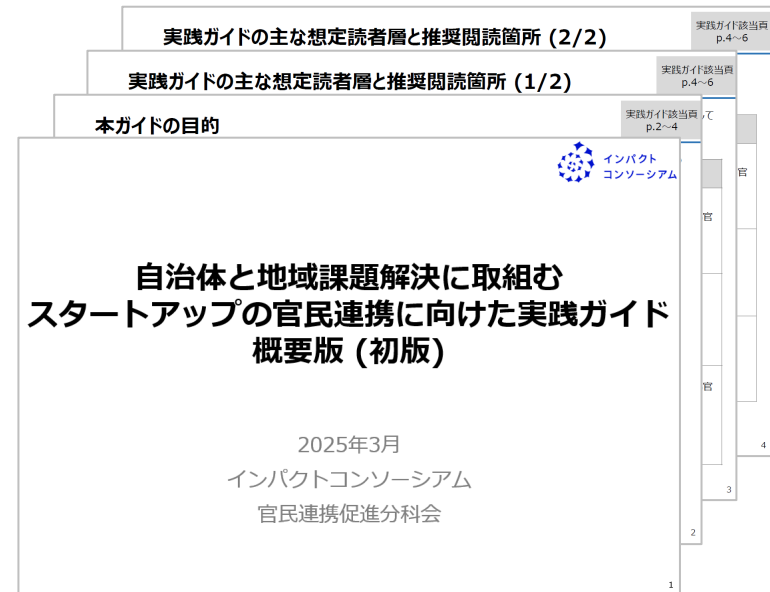 実践ガイドの主な想定読者層と推奨閲読箇所 (2/2)
実践ガイド該当頁
p.4～6
実践ガイドの主な想定読者層と推奨閲読箇所 (1/2)
実践ガイド該当頁
p.4～6
本ガイドの目的
実践ガイド該当頁
p.2～4
して
官
官
官
インパクト
コンソーシアム
自治体と地域課題解決に取組む
スタートアップの官民連携に向けた実践ガイド
概要版 (初版)
2025年3月
インパクトコンソーシアム
官民連携促進分科会
1
2
3
4